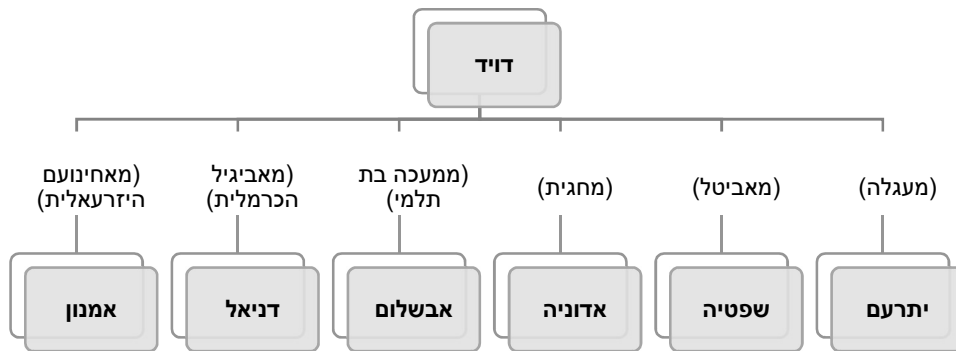 דויד
(מעגלה)
(מאביטל)
(מחגית)
(ממעכה בת
תלמי)
(מאביגיל
הכרמלית)
(מאחינועם
היזרעאלית)
יתרעם
שפטיה
אדוניה
אבשלום
דניאל
אמנון